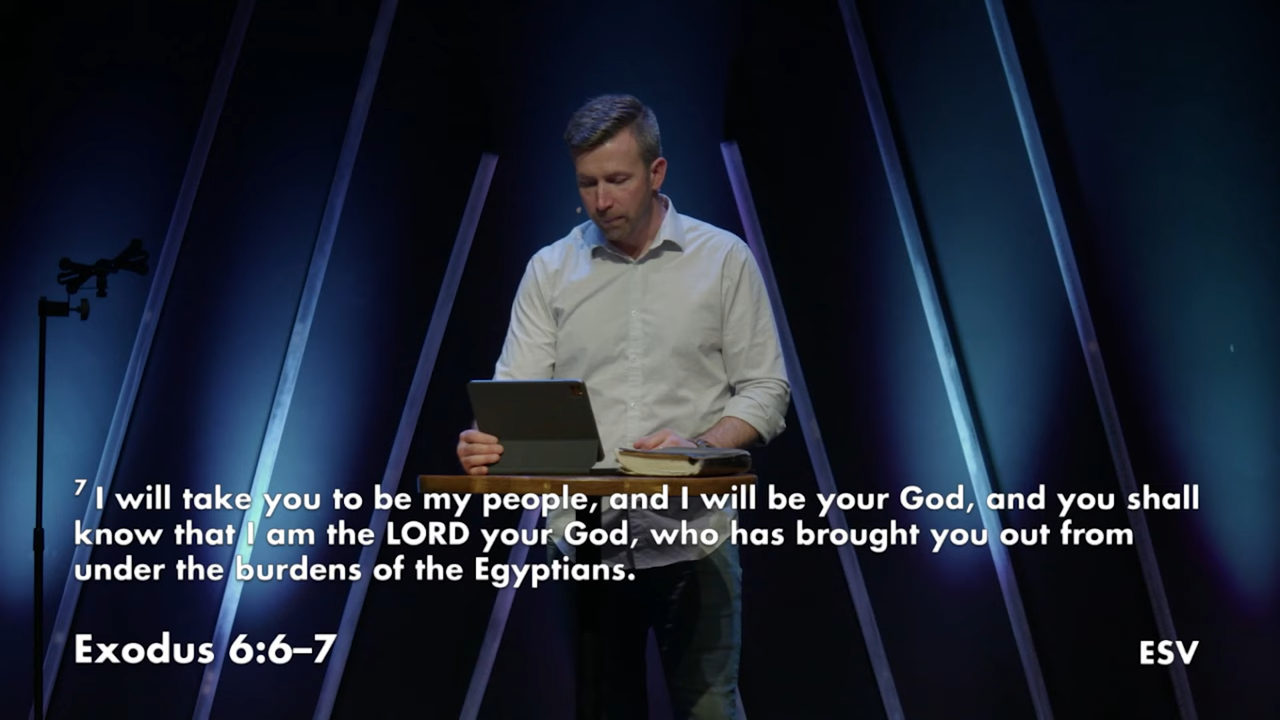 7 I will take you to be my people, and I will be your God, and you shall
know that I am the LORD your God, who has brought you out from
under the burdens of the Egyptians.
Exodus 6:6–7
ESV